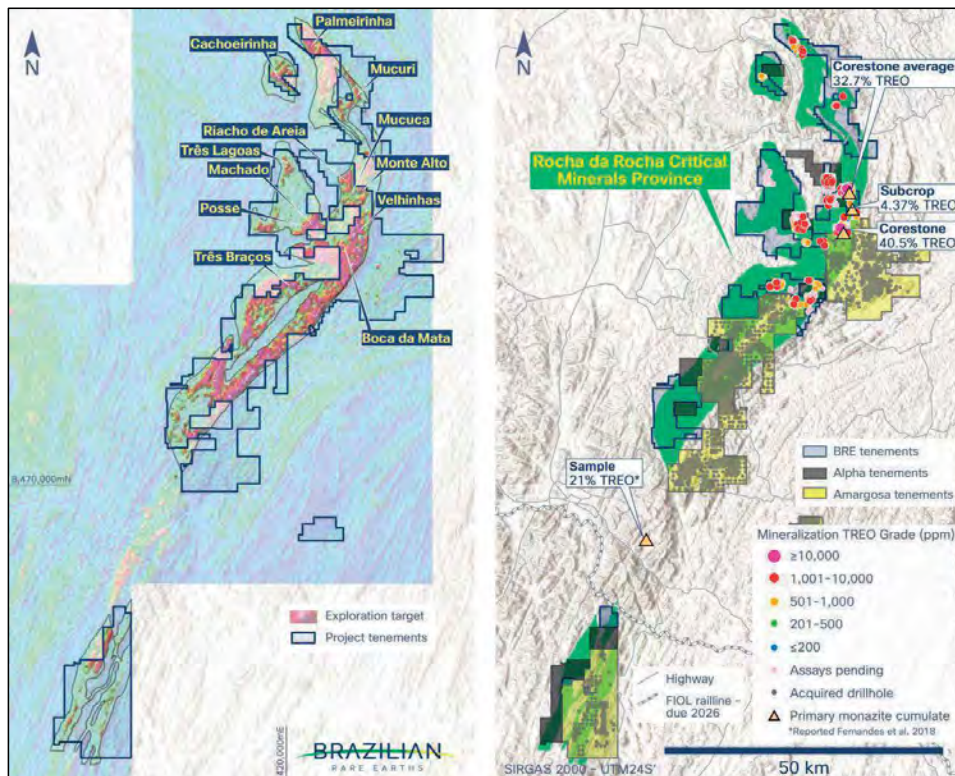 N
Palmeirinha
Cachoeirinha
Mucuri
Mucuca
Riacho de Areia
Três Lagoas
Monte Alto
Machado
Velhinhas
Posse
Três Braços
Boca da Mata
8,470,000mN
Exploration target
Project tenements
BRAZILIAN
RARE EARTHS
420,000mE
N
Corestone average
32.7% TREO
Rocha da Rocha Critical
Minerals Province
Subcrop
4.37% TREO
Corestone
40.5% TREO
Sample
21% TREO*
BRE tenements
Alpha tenements
Amargosa tenements
Mineralization TREO Grade (ppm)
≥10,000
1,001-10,000
501-1,000
201-500
≤200
Assays pending
Acquired drillhole
Primary monazite cumulate
*Reported Fernandes et al. 2018
Highway
FIOL railline -
due 2026
SIRGAS 2000 - UTM24S'
50 km